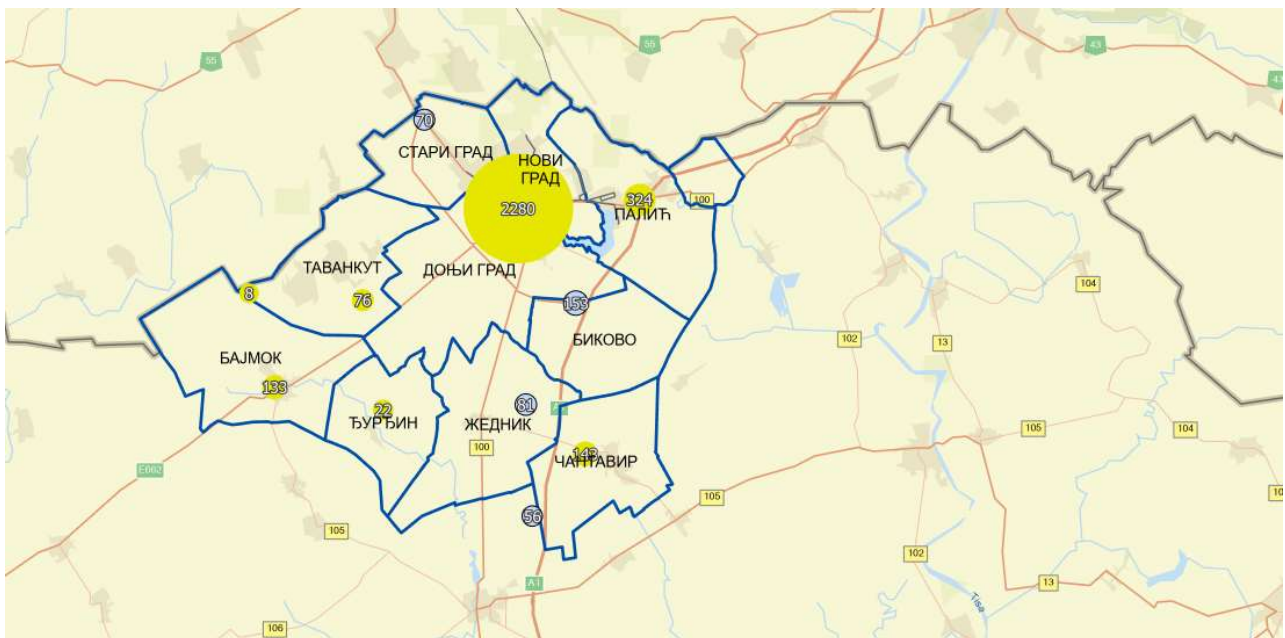 55
43
55
43
70
СТАРИ ГРАД
НОВИ
ГРАД
2280
324
100
ПАЛИЋ
ТАВАНКУТ
ДОЊИ ГРАД
8
76
153
104
102
13
БИКОВО
БАЈМОК
133
22
ЂУРЂИН
81
ЖЕДНИК
100
143
ЧАНТАВИР
105
104
E662
105
56
105
102
A1
13
Tisa
106